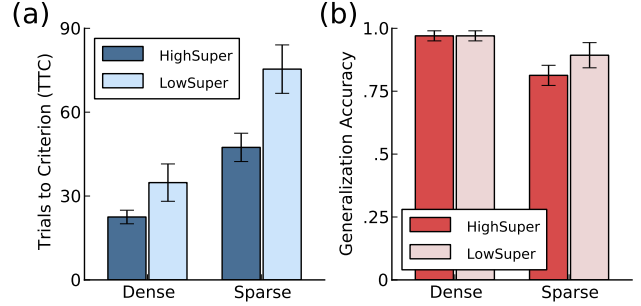 (a)
Trials to Criterion (TTC)
90
60
30
0
HighSuper
LowSuper
Dense
Sparse
(b)
Generalization Accuracy
1.0
.75
.5
.25
0
HighSuper
LowSuper
Dense
Sparse